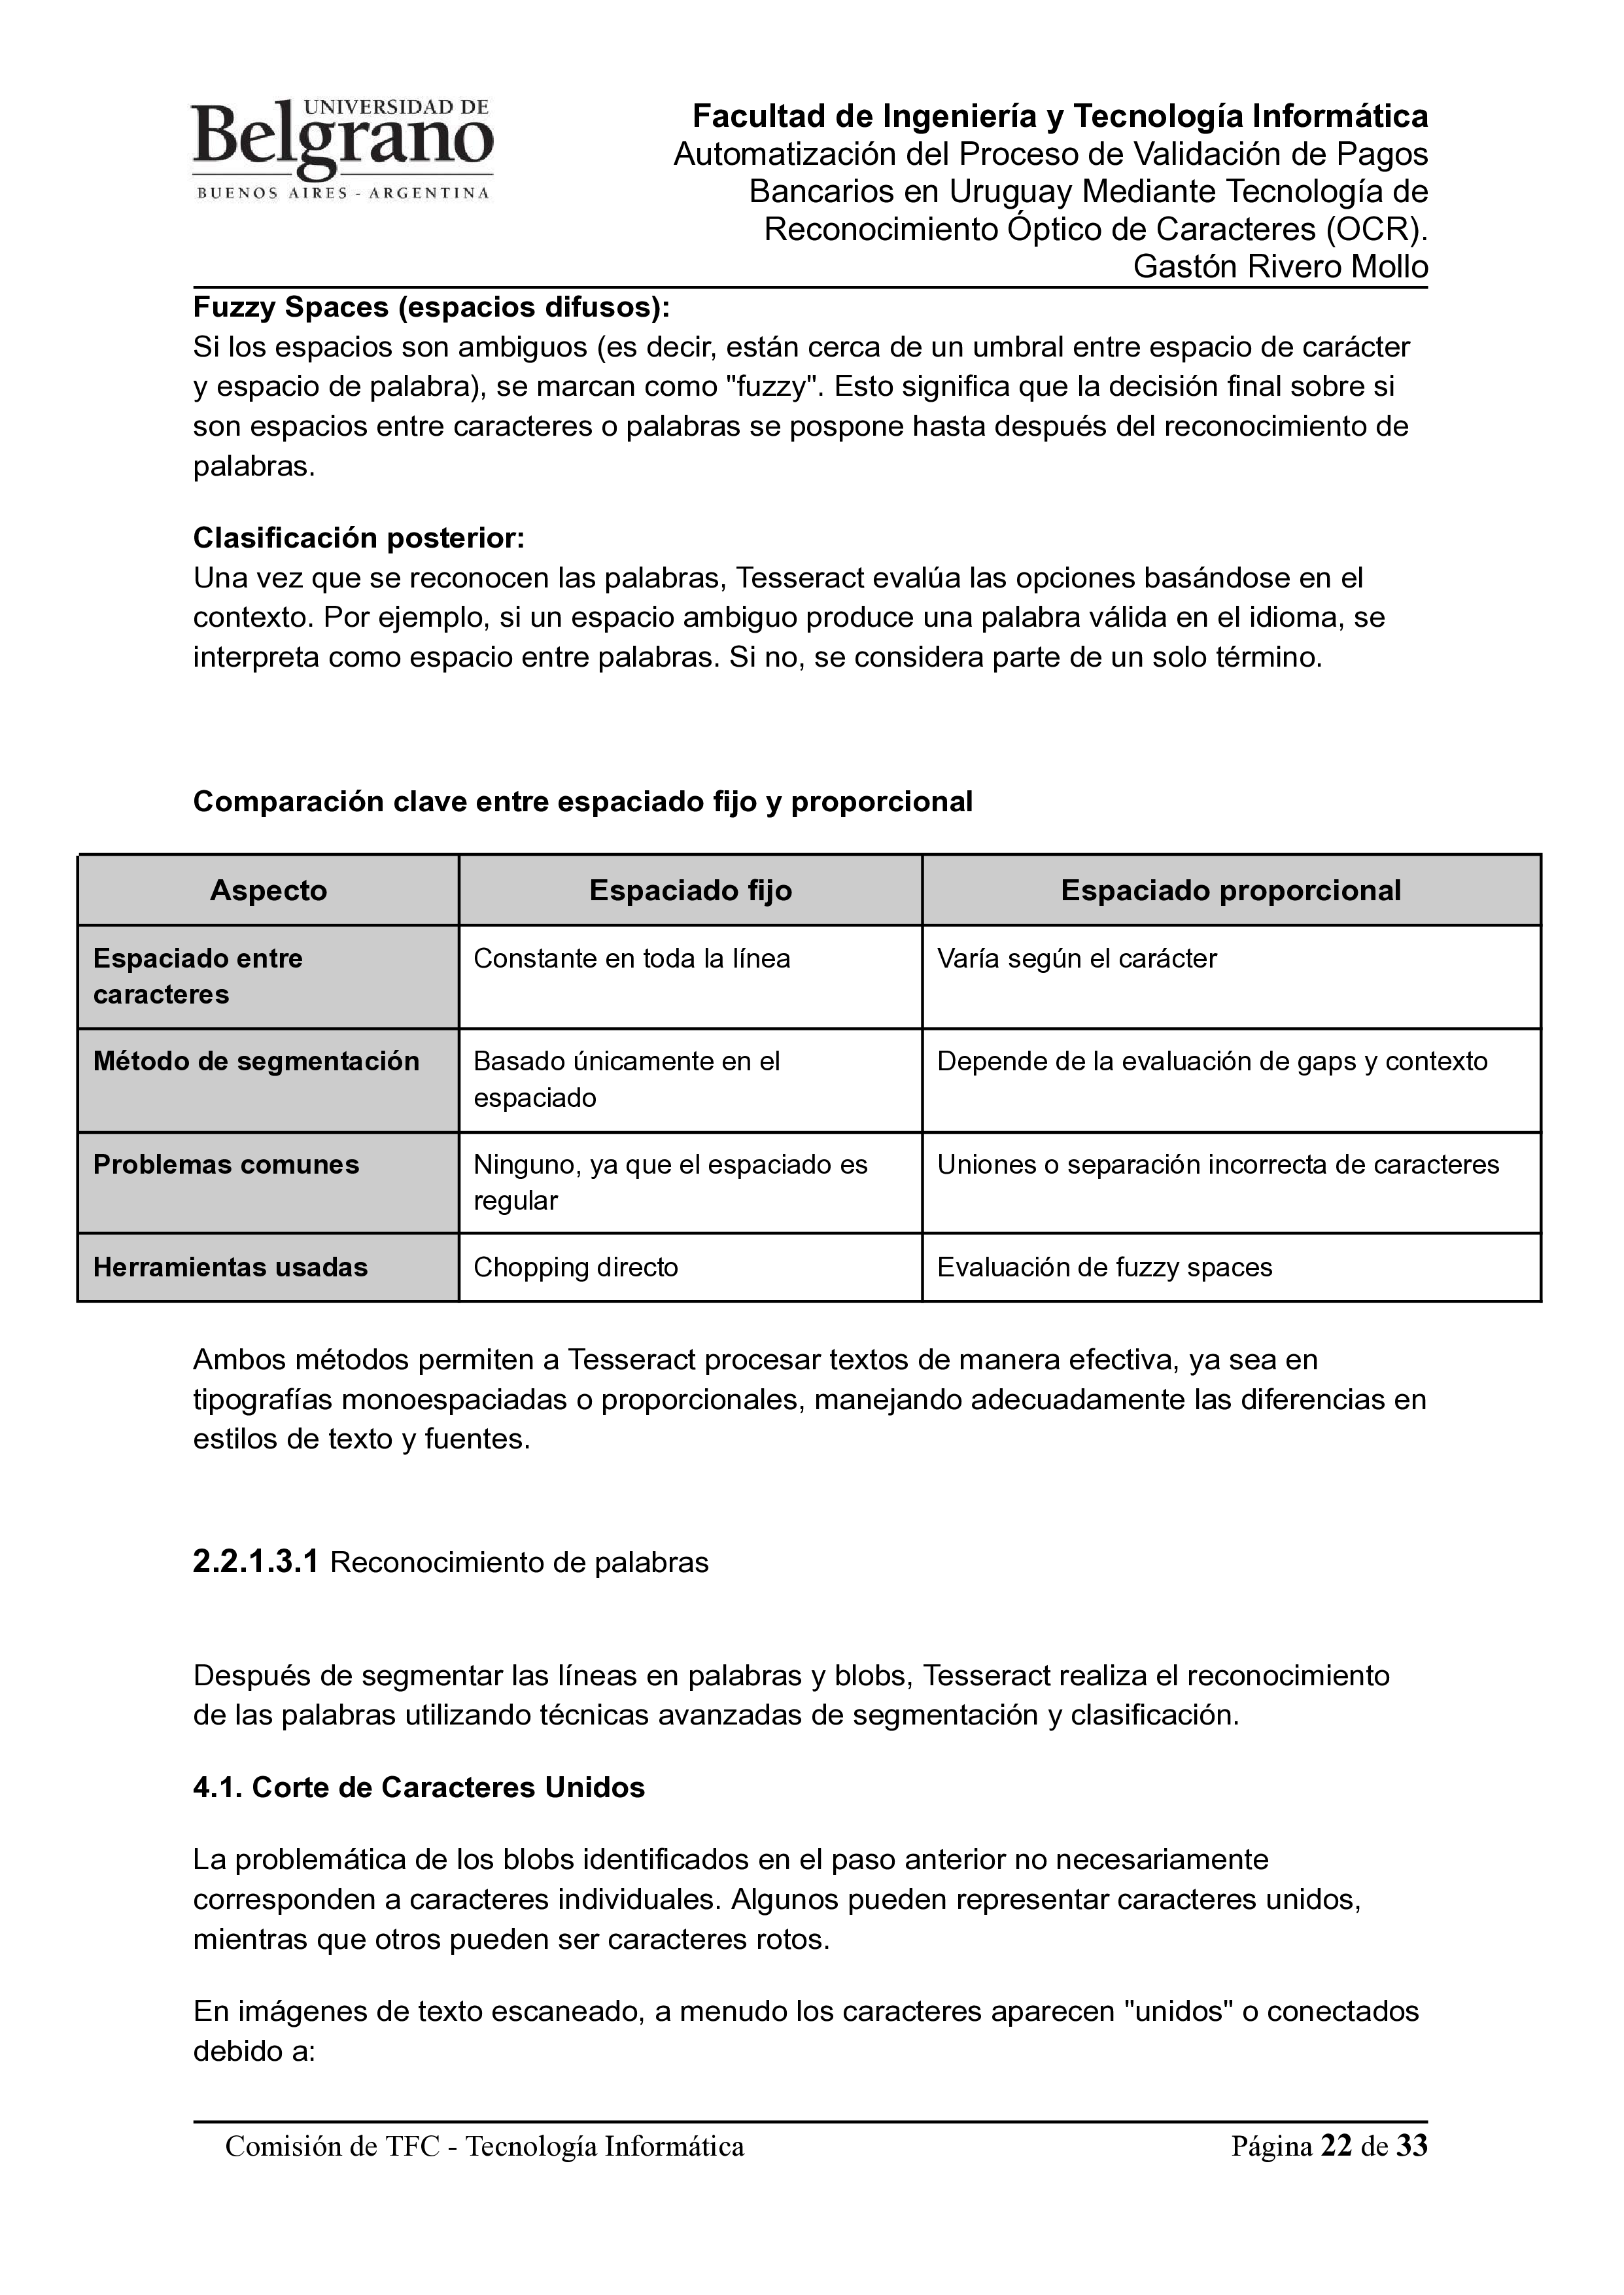 UNIVERSIDAD DE
Belgrano
BUENOS AIRES - ARGENTINA
Facultad de Ingeniería y Tecnología Informática
Automatización del Proceso de Validación de Pagos
Bancarios en Uruguay Mediante Tecnología de
Reconocimiento Óptico de Caracteres (OCR).
Gastón Rivero Mollo
Fuzzy Spaces (espacios difusos):
Si los espacios son ambiguos (es decir, están cerca de un umbral entre espacio de carácter
y espacio de palabra), se marcan como "fuzzy". Esto significa que la decisión final sobre si
son espacios entre caracteres o palabras se pospone hasta después del reconocimiento de
palabras.
Clasificación posterior:
Una vez que se reconocen las palabras, Tesseract evalúa las opciones basándose en el
contexto. Por ejemplo, si un espacio ambiguo produce una palabra válida en el idioma, se
interpreta como espacio entre palabras. Si no, se considera parte de un solo término.
Comparación clave entre espaciado fijo y proporcional
Aspecto Espaciado fijo Espaciado proporcional
Espaciado entre Constante en toda la línea Varía según el carácter
caracteres
Método de segmentación Basado únicamente en el Depende de la evaluación de gaps y contexto
espaciado
Problemas comunes Ninguno, ya que el espaciado es Uniones o separación incorrecta de caracteres
regular
Herramientas usadas Chopping directo Evaluación de fuzzy spaces
Ambos métodos permiten a Tesseract procesar textos de manera efectiva, ya sea en
tipografías monoespaciadas o proporcionales, manejando adecuadamente las diferencias en
estilos de texto y fuentes.
2.2.1.3.1 Reconocimiento de palabras
Después de segmentar las líneas en palabras y blobs, Tesseract realiza el reconocimiento
de las palabras utilizando técnicas avanzadas de segmentación y clasificación.
4.1. Corte de Caracteres Unidos
La problemática de los blobs identificados en el paso anterior no necesariamente
corresponden a caracteres individuales. Algunos pueden representar caracteres unidos,
mientras que otros pueden ser caracteres rotos.
En imágenes de texto escaneado, a menudo los caracteres aparecen "unidos" o conectados
debido a:
Comisión de TFC - Tecnología Informática Página 22 de 33